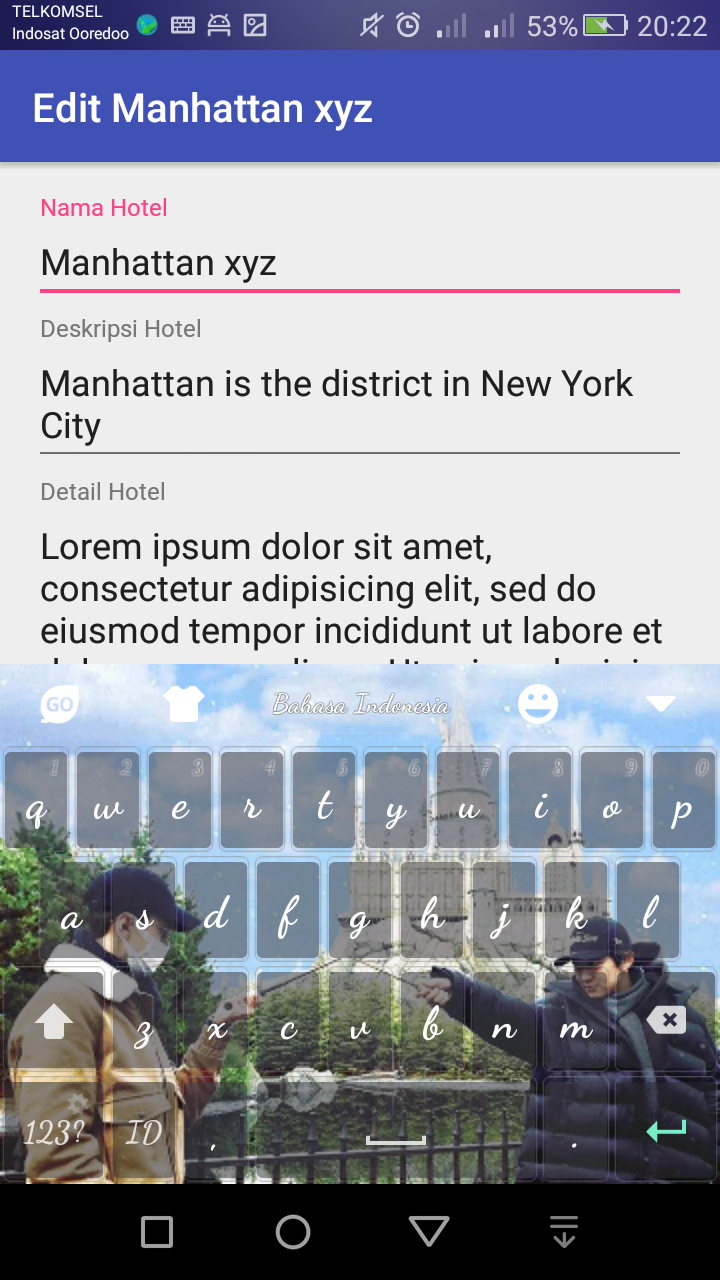 TELKOMSEL
Indosat Ooredoo
53% 20:22
Edit Manhattan xyz
Nama Hotel
Manhattan xyz
Deskripsi Hotel
Manhattan is the district in New York
City
Detail Hotel
Lorem ipsum dolor sit amet,
consectetur adipisicing elit, sed do
eiusmod tempor incididunt ut labore et
GO Bahasa Indonesia
1 2 3 4 5 6 7 8 9 0
q w e r t y u i o p
a s d f g h j k l
z x c v b n m
123? ID , .